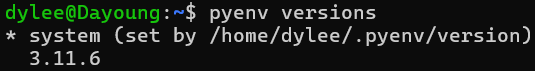 dylee@Dayoung:~$ pyenv versions
* system (set by /home/dylee/.pyenv/version)
  3.11.6